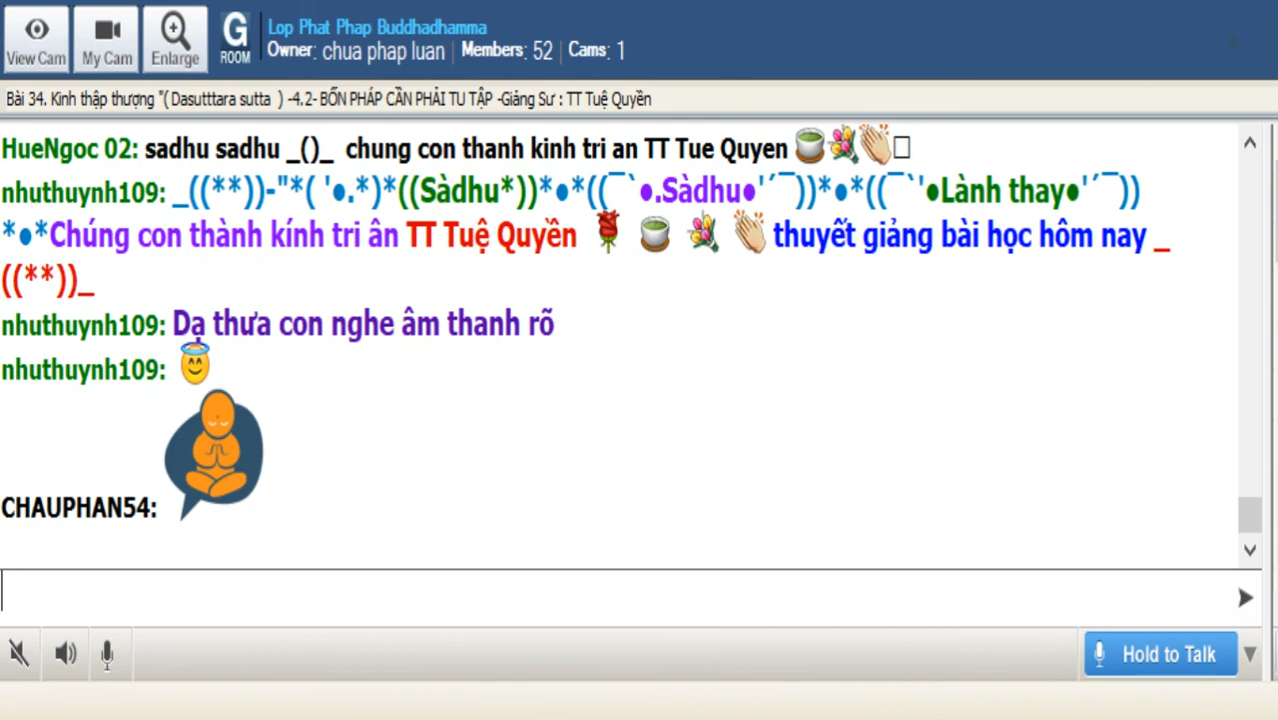 Lop Phat Phap Buddhadhamma
View Cam My Cam Enlarge G ROOM Owner: chua phap luan | Members: 52 | Cams: 1
Bài 34. Kinh thập thượng "( Dasutttara sutta ) -4.2- BỐN PHÁP CẦN PHẢI TU TẬP -Giảng Sư : TT Tuệ Quyền
HueNgoc 02: sadhu sadhu _()_ chung con thanh kinh tri an TT Tue Quyen
nhuthuynh109: _((**))-"*( '●.*)*((Sàdhu*))*●*((¯`●.Sàdhu●'´¯))*●*((¯`'●Lành thay●'´¯))
*●*Chúng con thành kính tri ân TT Tuệ Quyền thuyết giảng bài học hôm nay _
((**))_
nhuthuynh109: Dạ thưa con nghe âm thanh rõ
nhuthuynh109:
CHAUPHAN54:
Hold to Talk